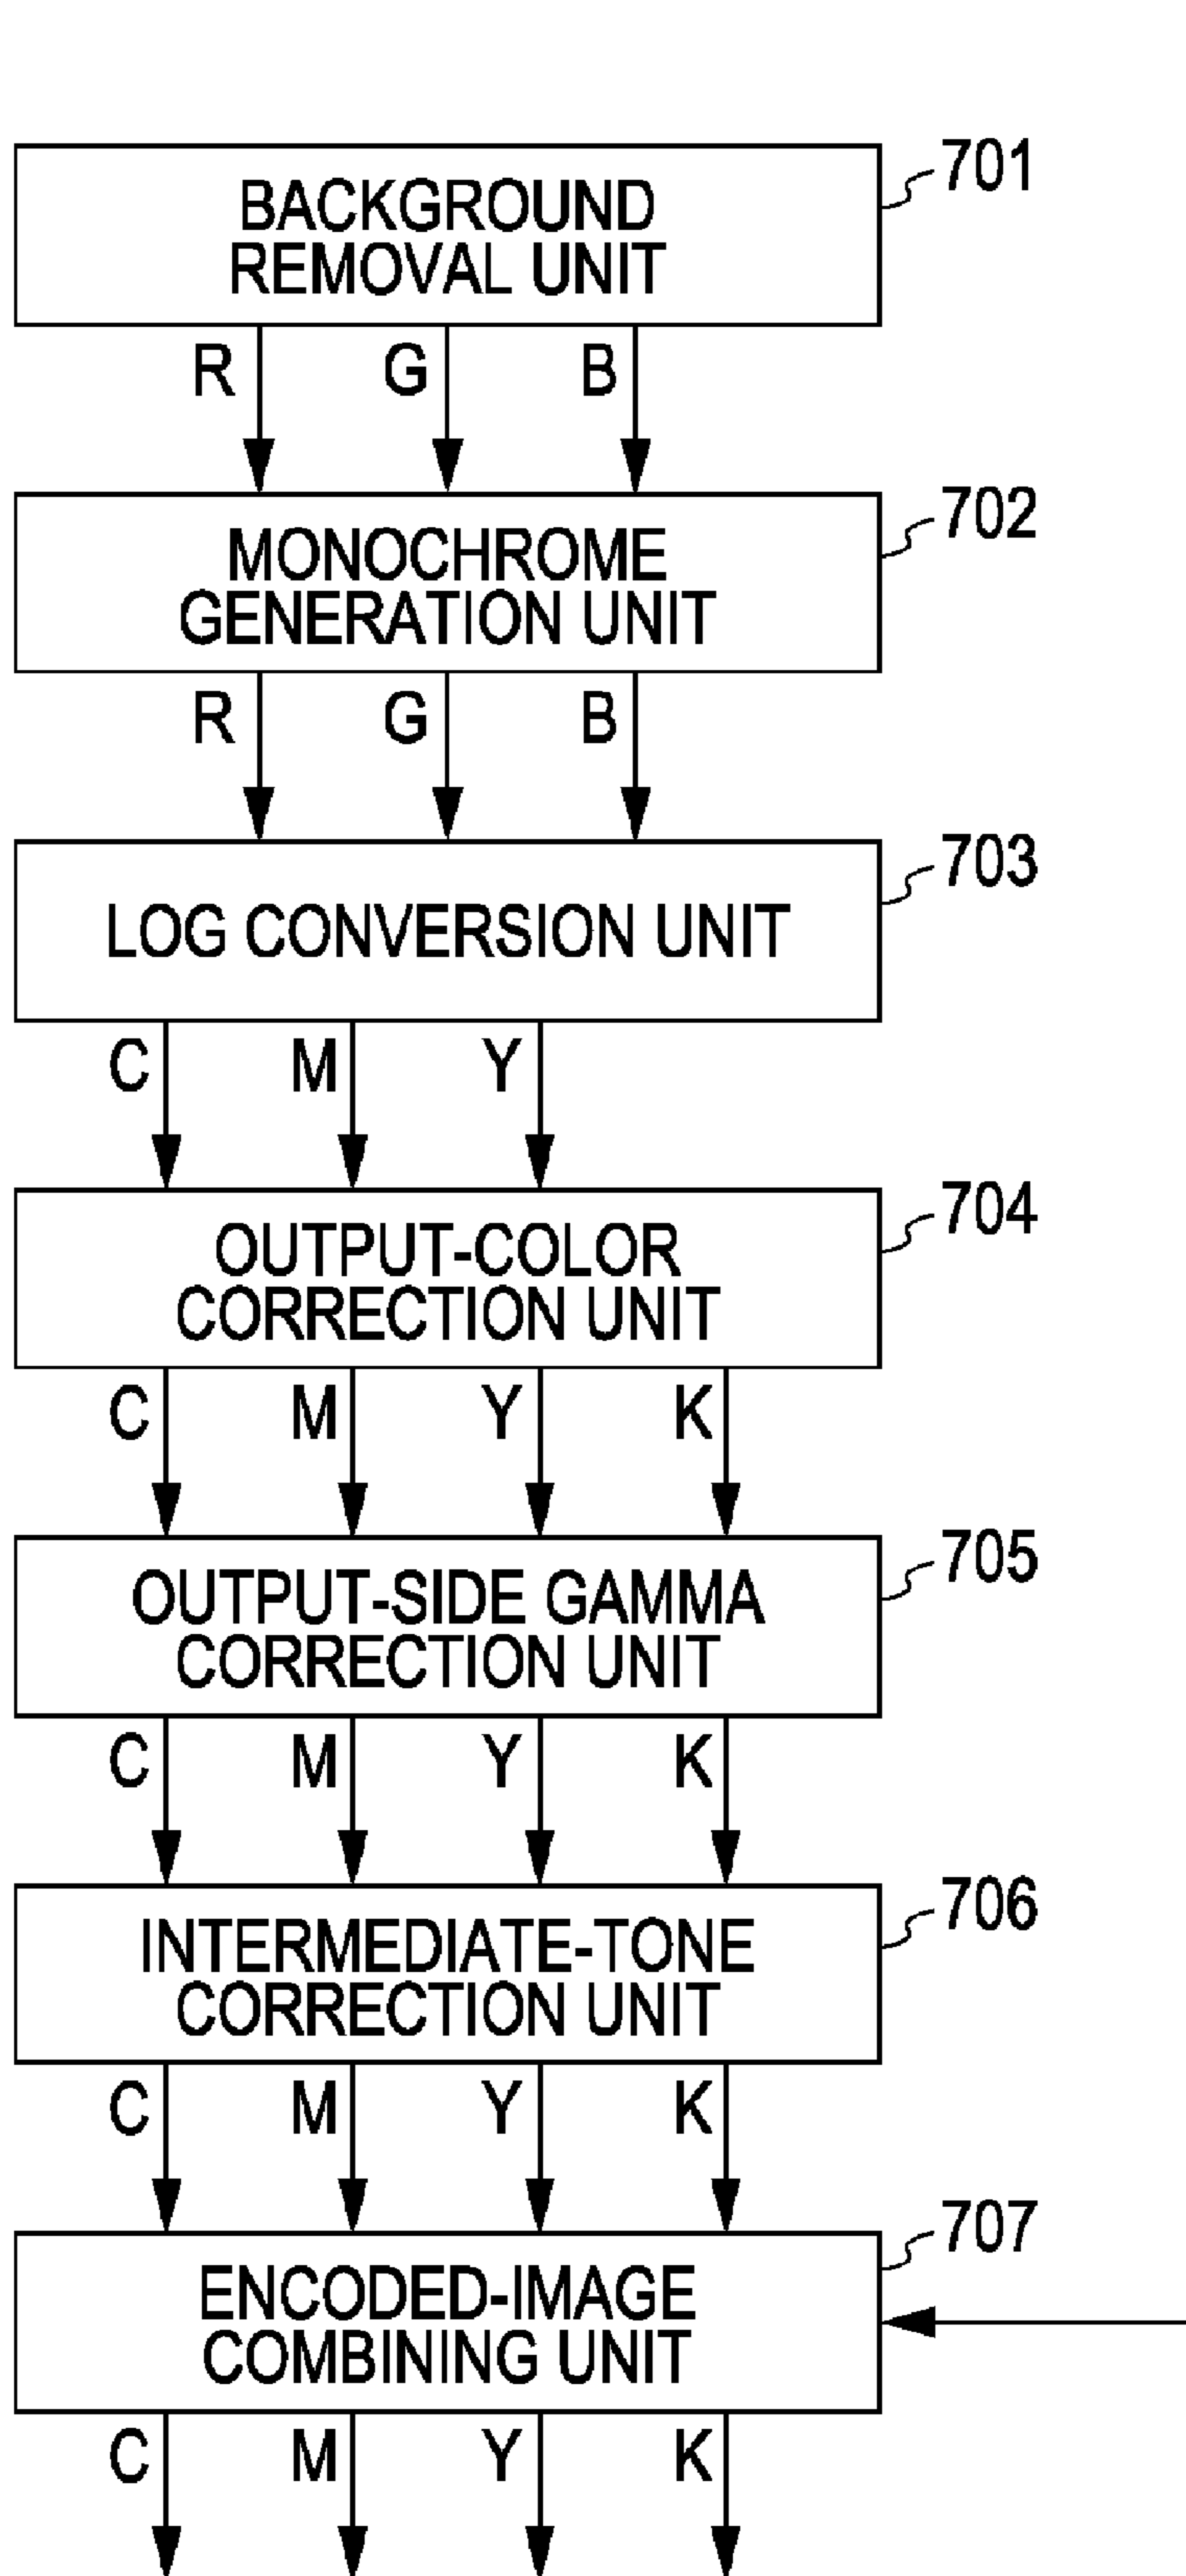 701
BACKGROUND
REMOVAL UNIT
R G B
702
MONOCHROME
GENERATION UNIT
R G B
703
LOG CONVERSION UNIT
C M Y
704
OUTPUT-COLOR
CORRECTION UNIT
C M Y K
705
OUTPUT-SIDE GAMMA
CORRECTION UNIT
C M Y K
706
INTERMEDIATE-TONE
CORRECTION UNIT
C M Y K
707
ENCODED-IMAGE
COMBINING UNIT
C M Y K